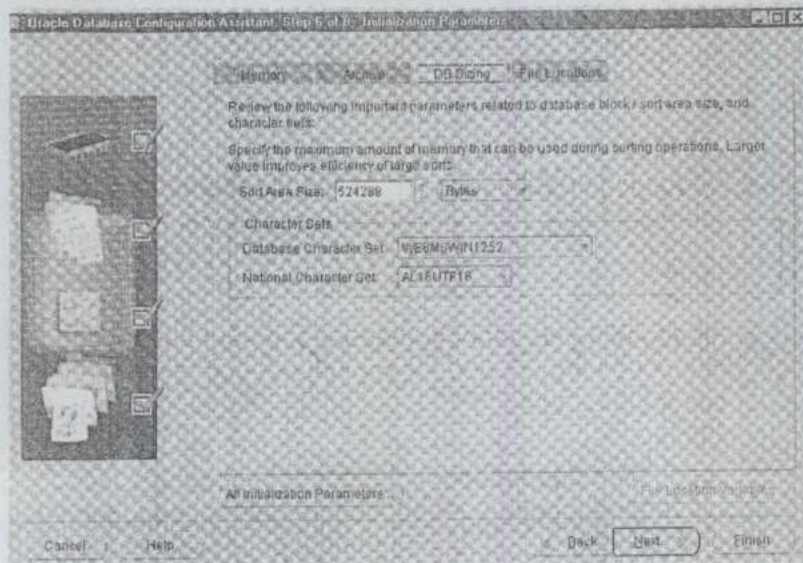 Oracle Database Configuration Assistant, Step 6 of 8 : Initialization Parameters
Memory Archive DB Sizing File Locations
Review the following important parameters related to database block / sort area size, and
character sets:
Specify the maximum amount of memory that can be used during sorting operations. Larger
value improves efficiency of large sorts.
Sort Area Size: 524288 Bytes
Character Sets
Database Character Set: WE8MSWIN1252
National Character Set: AL16UTF16
All Initialization Parameters...
File Location Variables...
Cancel Help Back Next Finish